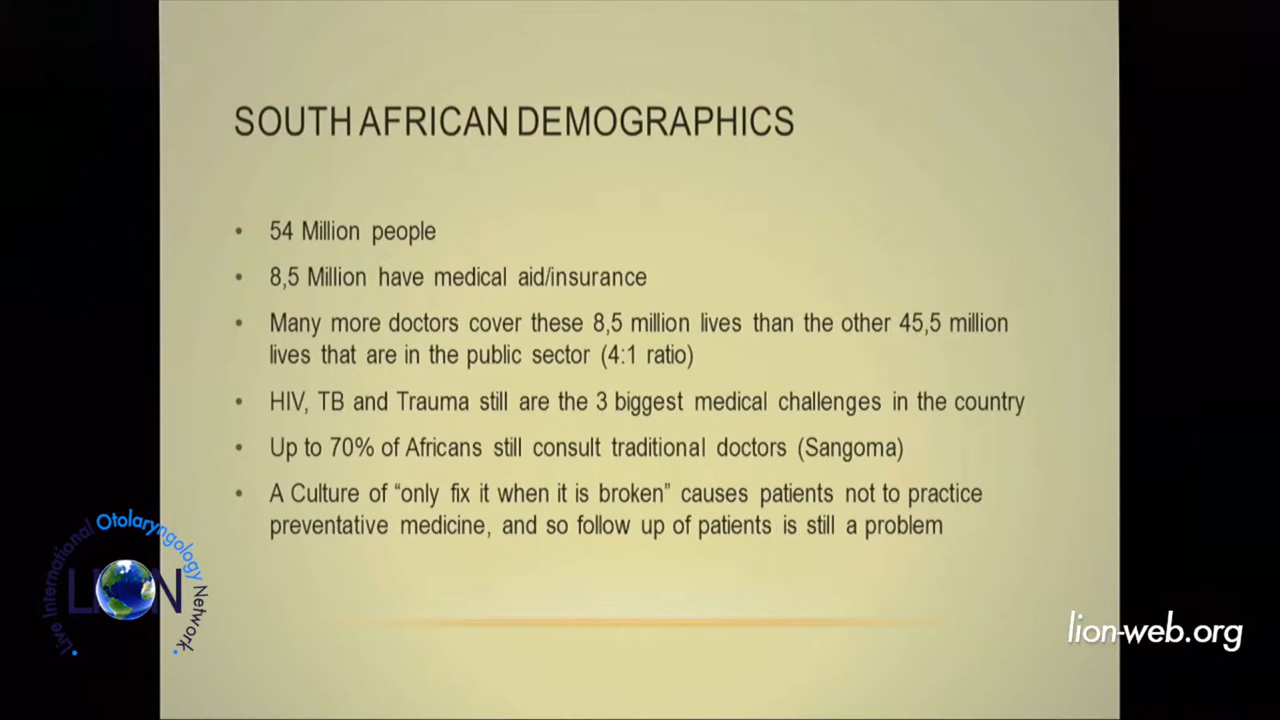 SOUTH AFRICAN DEMOGRAPHICS
• 54 Million people
• 8,5 Million have medical aid/insurance
• Many more doctors cover these 8,5 million lives than the other 45,5 million
lives that are in the public sector (4:1 ratio)
• HIV, TB and Trauma still are the 3 biggest medical challenges in the country
• Up to 70% of Africans still consult traditional doctors (Sangoma)
• A Culture of “only fix it when it is broken” causes patients not to practice
preventative medicine, and so follow up of patients is still a problem
Live International Otolaryngology Network
LION
lion-web.org